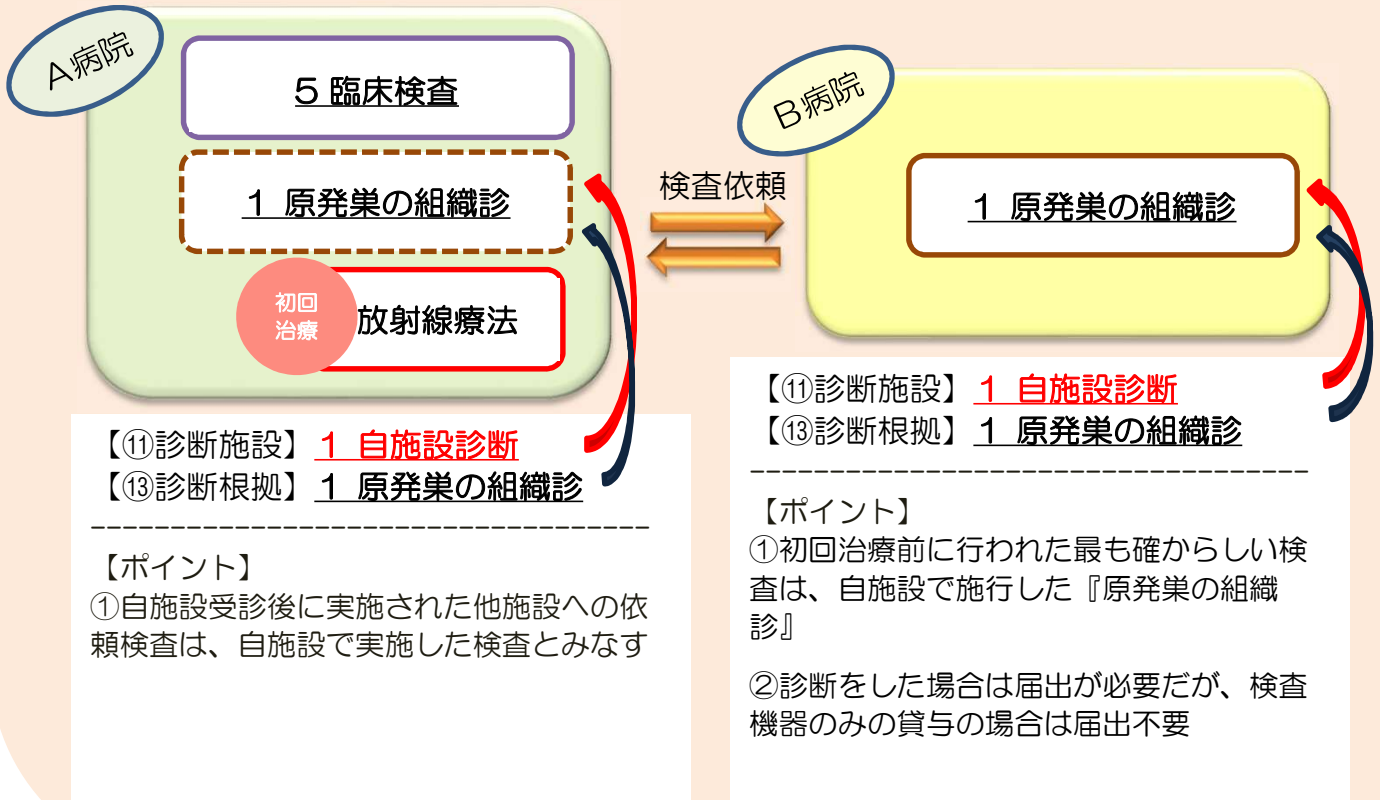 A病院
5 臨床検査
1 原発巣の組織診
初回
治療
放射線療法
検査依頼
B病院
1 原発巣の組織診
【⑪診断施設】1 自施設診断
【⑬診断根拠】1 原発巣の組織診
-----------------------------------
【ポイント】
①自施設受診後に実施された他施設への依
頼検査は、自施設で実施した検査とみなす
【⑪診断施設】1 自施設診断
【⑬診断根拠】1 原発巣の組織診
-----------------------------------
【ポイント】
①初回治療前に行われた最も確からしい検
査は、自施設で施行した『原発巣の組織
診』
②診断をした場合は届出が必要だが、検査
機器のみの貸与の場合は届出不要